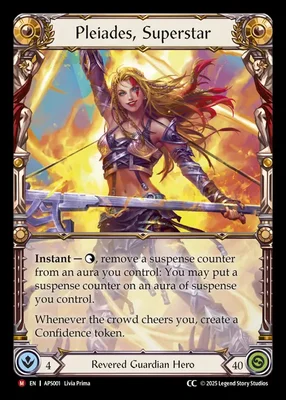 Pleiades, Superstar
Instant — , remove a suspense counter
from an aura you control: You may put a
suspense counter on an aura of suspense
you control.
Whenever the crowd cheers you, create a
Confidence token.
4
Revered Guardian Hero
40
M EN | APS001 Livia Prima
CC © 2025 Legend Story Studios